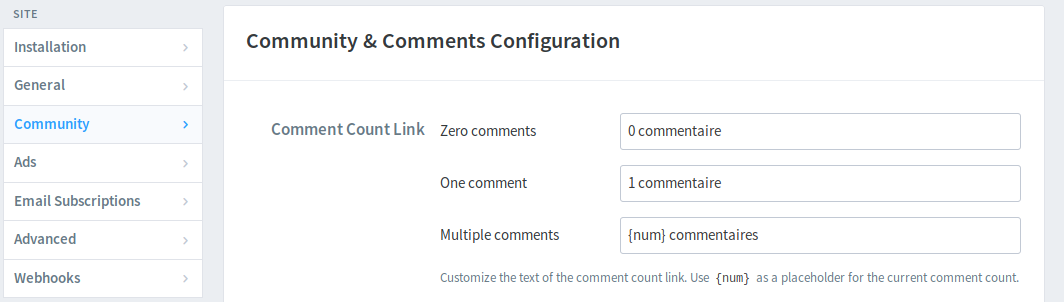 SITE
Installation
General
Community
Ads
Email Subscriptions
Advanced
Webhooks
Community & Comments Configuration
Comment Count Link
Zero comments
0 commentaire
One comment
1 commentaire
Multiple comments
{num} commentaires
Customize the text of the comment count link. Use {num} as a placeholder for the current comment count.